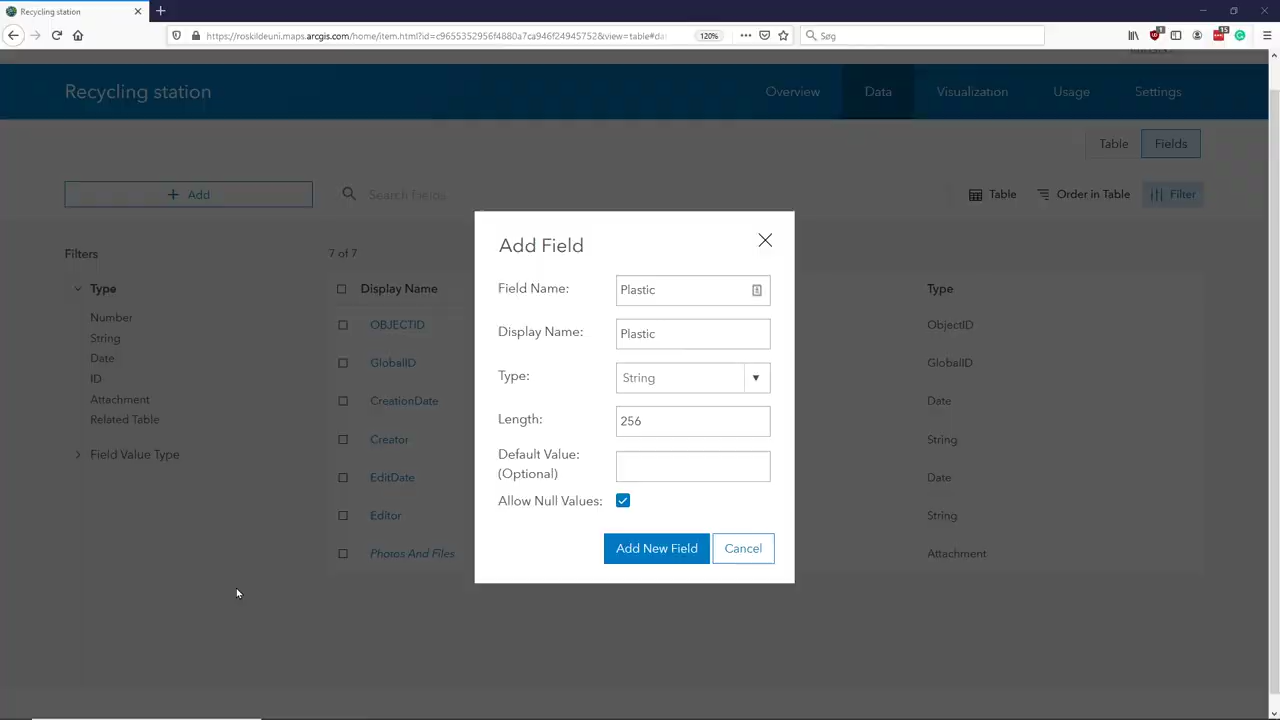 Recycling station
https://roskildeuni.maps.arcgis.com/home/item.html?id=c9655352956f4880a7ca946f24945752&view=table#da
120%
Søg
Recycling station
Overview
Data
Visualization
Usage
Settings
Table
Fields
Add
Search fields
Table
Order in Table
Filter
Filters
7 of 7
Type
Number
String
Date
ID
Attachment
Related Table
Field Value Type
Display Name
Type
OBJECTID
ObjectID
GlobalID
GlobalID
CreationDate
Date
Creator
String
EditDate
Date
Editor
String
Photos And Files
Attachment
Add Field
Field Name:
Plastic
Display Name:
Plastic
Type:
String
Length:
256
Default Value:
(Optional)
Allow Null Values:
Add New Field
Cancel